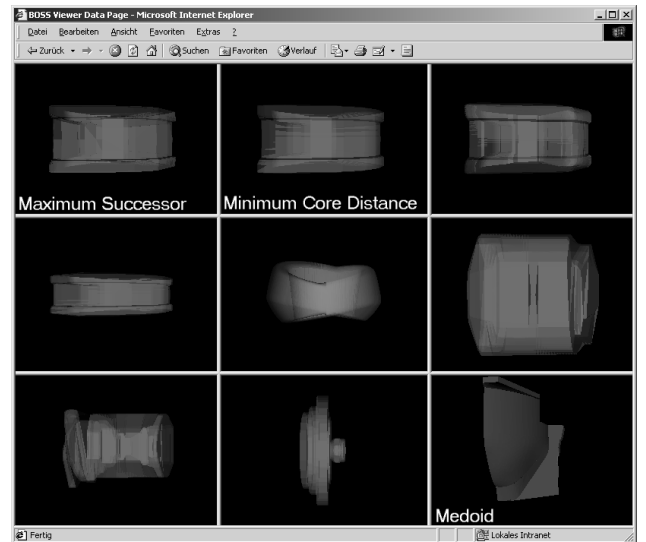 BOSS Viewer Data Page - Microsoft Internet Explorer
Datei Bearbeiten Ansicht Favoriten Extras ?
Zurück Suchen Favoriten Verlauf
Maximum Successor
Minimum Core Distance
Medoid
Fertig
Lokales Intranet